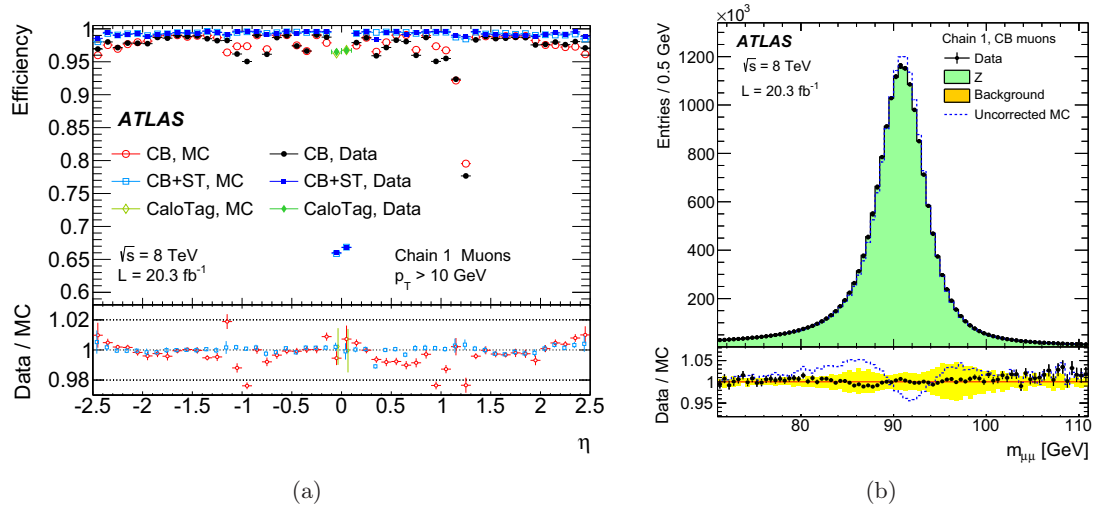 Efficiency
1
0.95
0.9
0.85
0.8
0.75
0.7
0.65
0.6
ATLAS
CB, MC
CB, Data
CB+ST, MC
CB+ST, Data
CaloTag, MC
CaloTag, Data
√s = 8 TeV
L = 20.3 fb⁻¹
Chain 1 Muons
p_T > 10 GeV
Data / MC
1.02
1
0.98
-2.5 -2 -1.5 -1 -0.5 0 0.5 1 1.5 2 2.5
η
(a)
×10³
Entries / 0.5 GeV
1200
1000
800
600
400
200
ATLAS
√s = 8 TeV
L = 20.3 fb⁻¹
Chain 1, CB muons
Data
Z
Background
Uncorrected MC
Data / MC
1.05
1
0.95
80 90 100 110
m_μμ [GeV]
(b)